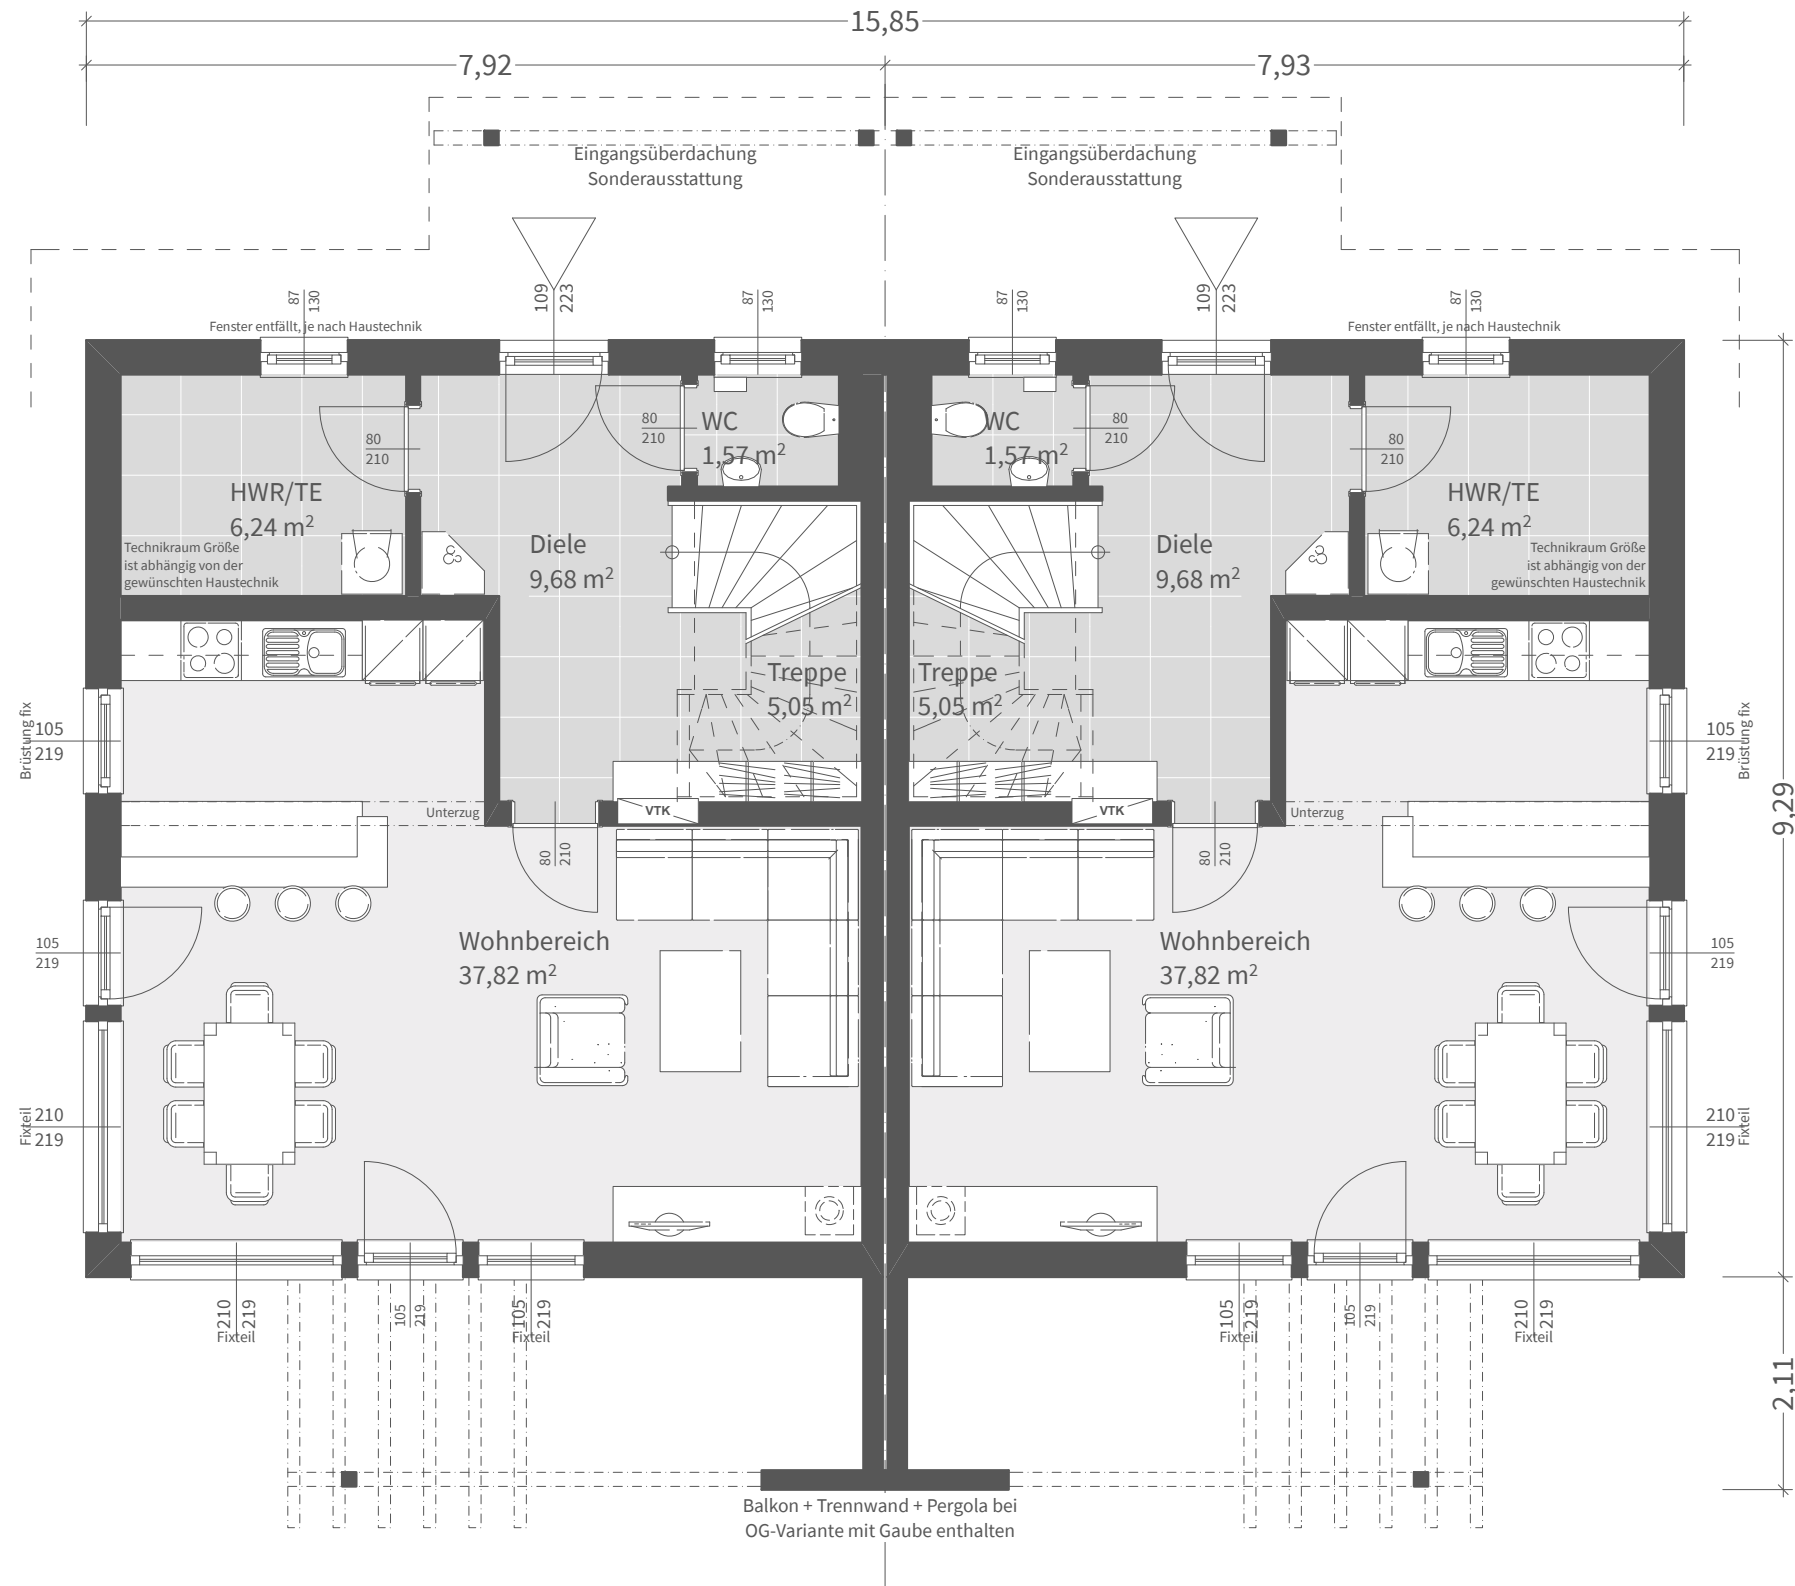 15,85
7,92
7,93
Eingangsüberdachung
Sonderausstattung
Eingangsüberdachung
Sonderausstattung
87
130
109
223
87
130
87
130
109
223
87
130
Fenster entfällt, je nach Haustechnik
Fenster entfällt, je nach Haustechnik
80
210
80
210
WC
1,57 m²
WC
1,57 m²
80
210
80
210
HWR/TE
6,24 m²
Technikraum Größe
ist abhängig von der
gewünschten Haustechnik
Diele
9,68 m²
Diele
9,68 m²
HWR/TE
6,24 m²
Technikraum Größe
ist abhängig von der
gewünschten Haustechnik
Treppe
5,05 m²
Treppe
5,05 m²
Brüstung fix
105
219
105
219
Brüstung fix
9,29
Unterzug
VTK
VTK
Unterzug
80
210
80
210
105
219
Wohnbereich
37,82 m²
Wohnbereich
37,82 m²
105
219
Fixteil
210
219
210
219
Fixteil
210
219
Fixteil
105
219
105
219
Fixteil
105
219
Fixteil
105
219
210
219
Fixteil
2,11
Balkon + Trennwand + Pergola bei
OG-Variante mit Gaube enthalten